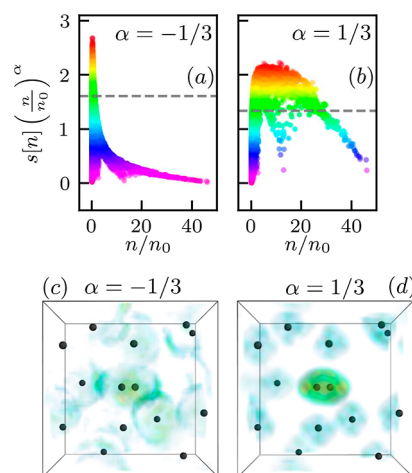 s[n] (n/n₀)^α
3
2
1
0
α = −1/3
(a)
α = 1/3
(b)
0 20 40
0 20 40
n/n₀
n/n₀
(c) α = −1/3
α = 1/3 (d)